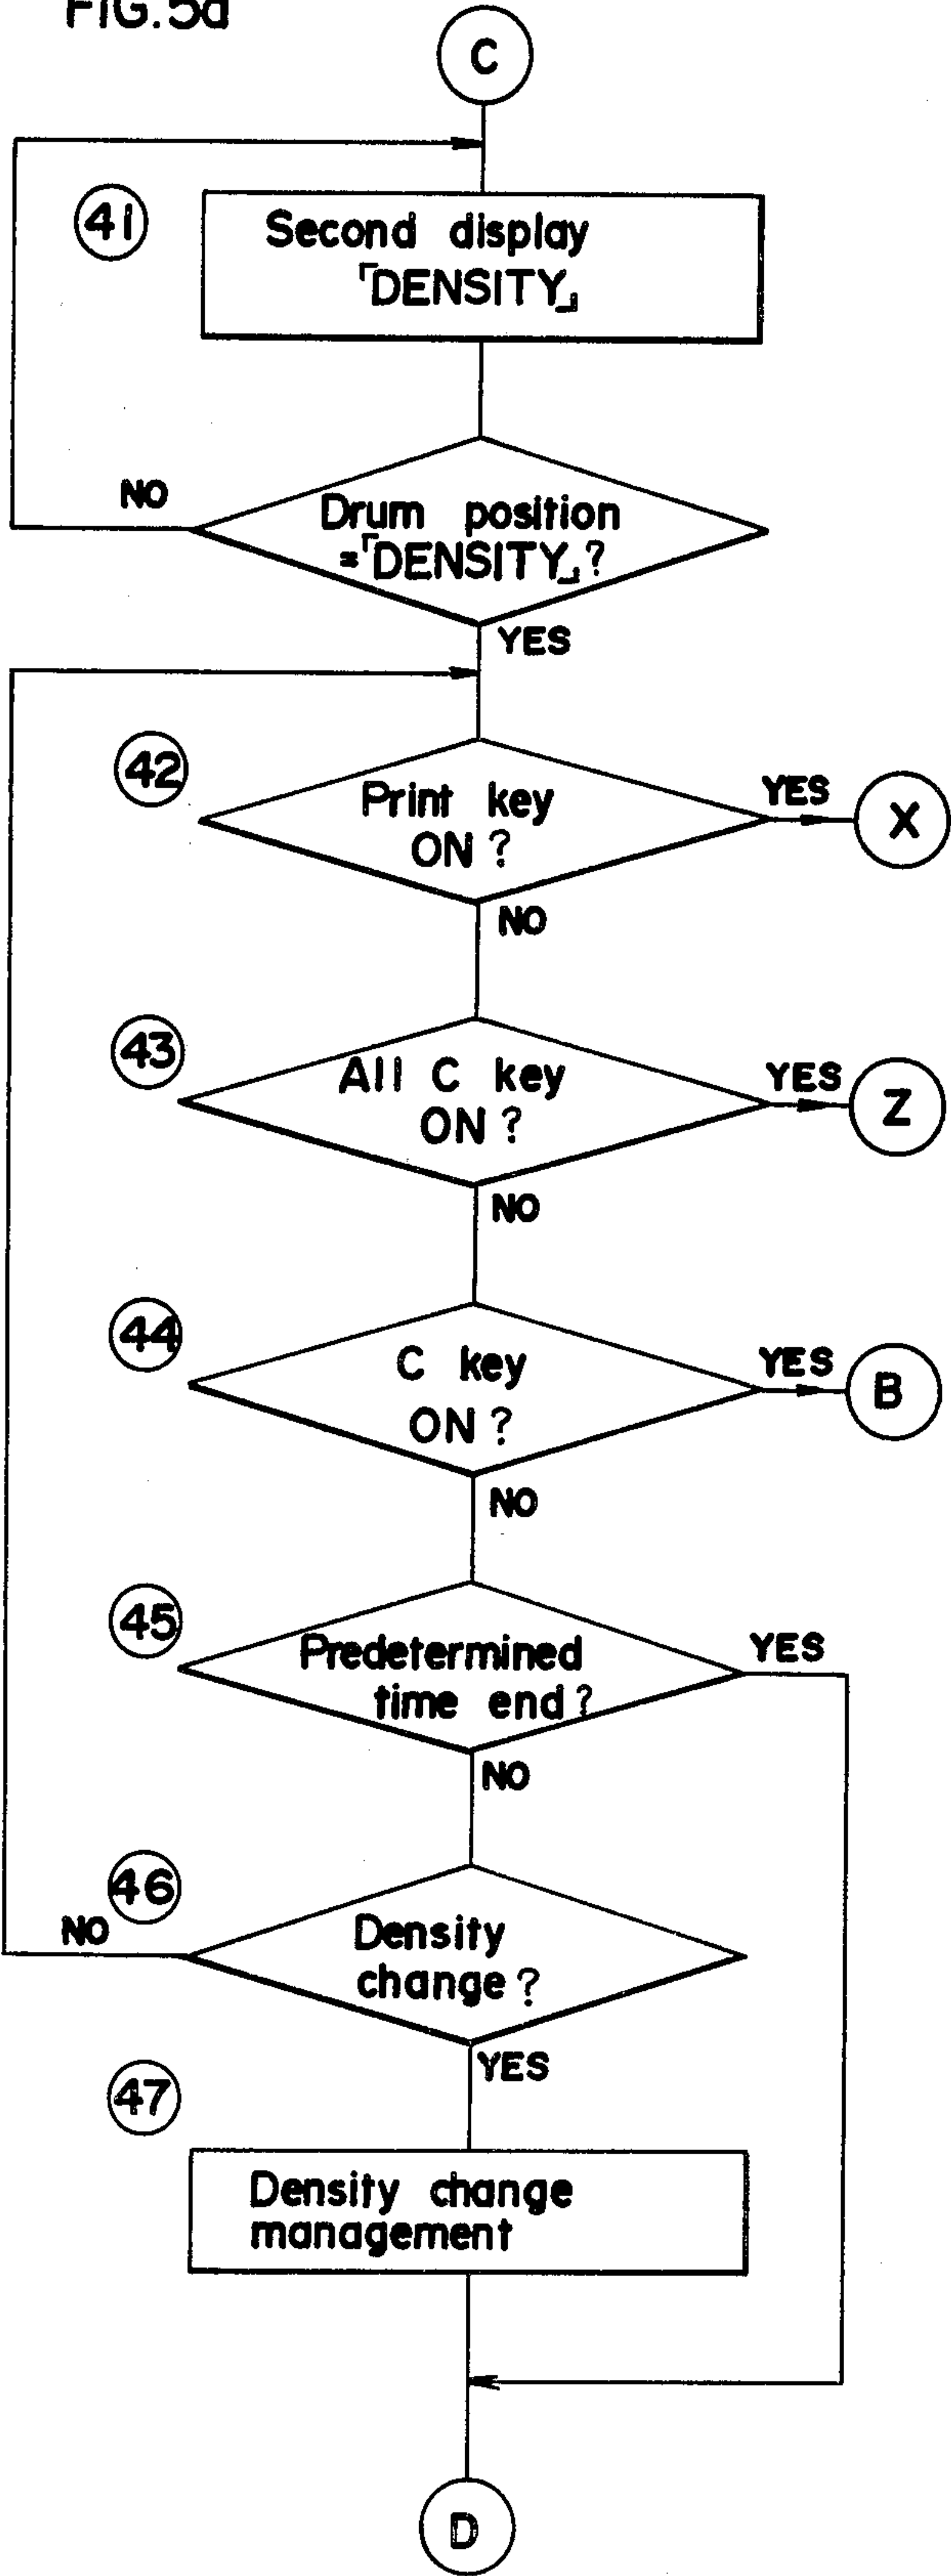 FIG.5d
C
41
Second display
「DENSITY」
NO
Drum position
=「DENSITY」?
YES
42
Print key
ON ?
YES
X
NO
43
All C key
ON ?
YES
Z
NO
44
C key
ON ?
YES
B
NO
45
Predetermined
time end ?
YES
NO
46
NO
Density
change ?
YES
47
Density change
management
D